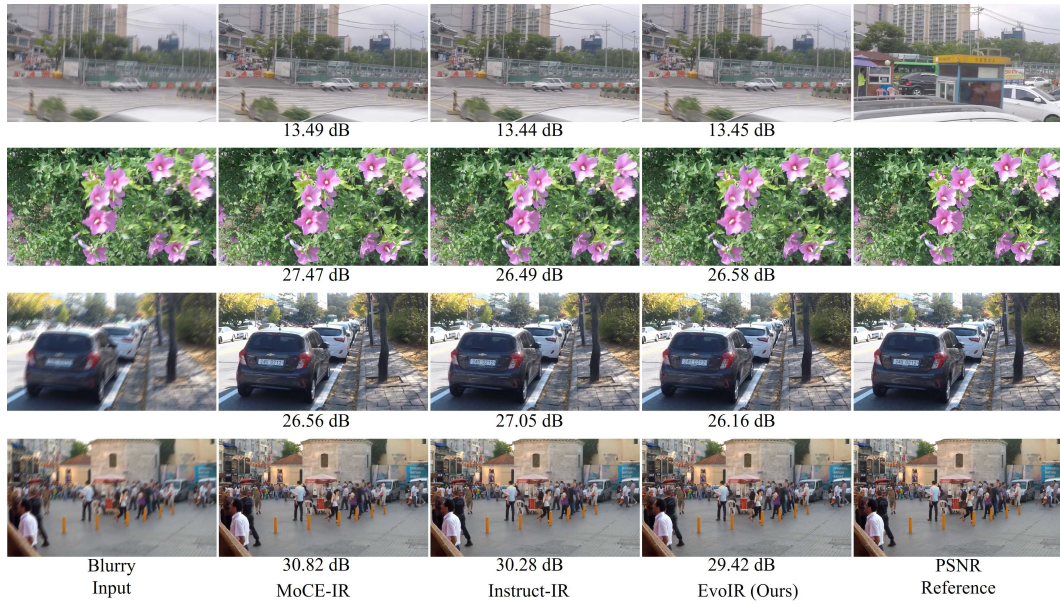 13.49 dB 13.44 dB 13.45 dB
27.47 dB 26.49 dB 26.58 dB
26.56 dB 27.05 dB 26.16 dB
Blurry 30.82 dB 30.28 dB 29.42 dB PSNR
Input MoCE-IR Instruct-IR EvoIR (Ours) Reference